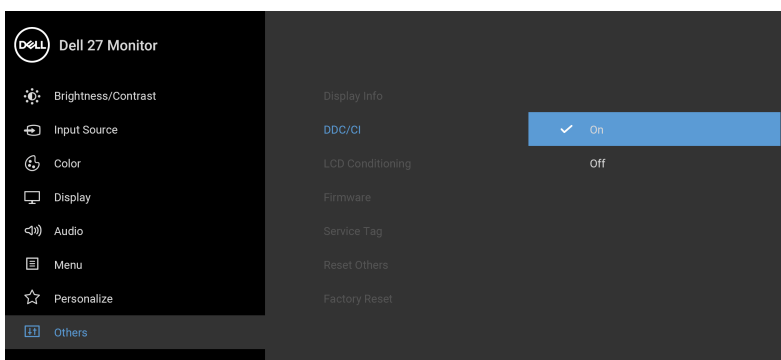 DELL
Dell 27 Monitor
Brightness/Contrast
Input Source
Color
Display
Audio
Menu
Personalize
Others
Display Info
DDC/CI
LCD Conditioning
Firmware
Service Tag
Reset Others
Factory Reset
On
Off